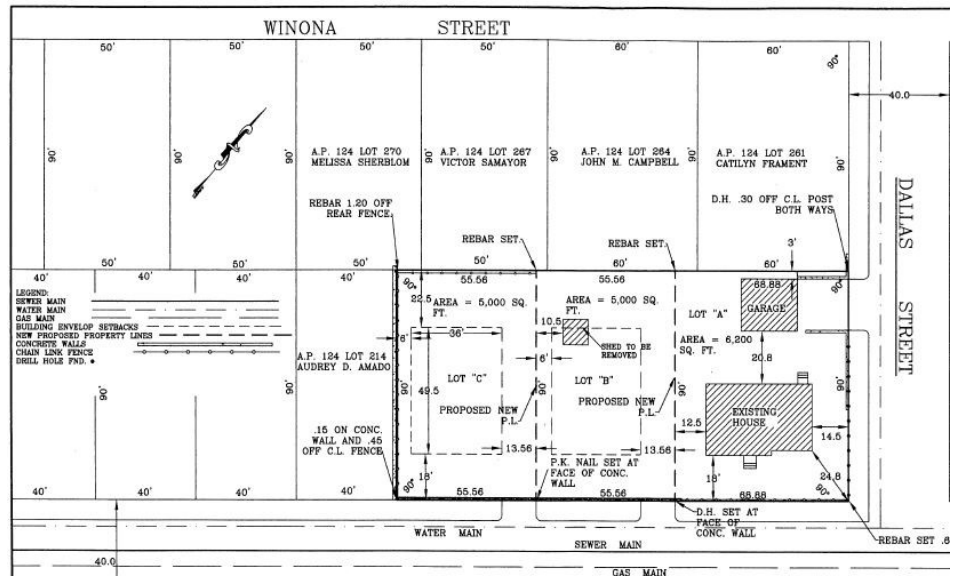 WINONA STREET
50'
50'
50'
50'
60'
60'
90°
90°
40.0
90'
90'
90'
90'
90'
90'
A.P. 124 LOT 270
MELISSA SHERBLOM
A.P. 124 LOT 267
VICTOR SAMAYOR
A.P. 124 LOT 264
JOHN M. CAMPBELL
A.P. 124 LOT 261
CATILYN FRAMENT
DALLAS STREET
REBAR 1.20 OFF
REAR FENCE.
D.H. .30 OFF C.L. POST
BOTH WAYS
REBAR SET.
REBAR SET.
3'
50'
50'
50'
50'
60'
60'
40'
40'
40'
40'
40'
55.56
55.56
68.88
LEGEND:
SEWER MAIN
WATER MAIN
GAS MAIN
BUILDING ENVELOP SETBACKS
NEW PROPOSED PROPERTY LINES
CONCRETE WALLS
CHAIN LINK FENCE
DRILL HOLE FND.
90°
22.5
AREA = 5,000 SQ.
FT.
36'
6'
AREA = 5,000 SQ.
FT.
10.5
6'
SHED TO BE
REMOVED
LOT "A"
GARAGE
90°
AREA = 6,200
SQ. FT.
20.8
A.P. 124 LOT 214
AUDREY D. AMADO
90'
90'
90'
49.5
LOT "C"
90'
LOT "B"
90'
90'
PROPOSED NEW
P.L.
PROPOSED NEW
P.L.
12.5
EXISTING
HOUSE
14.5
24.8
.15 ON CONC.
WALL AND .45
OFF C.L. FENCE
13.56
13.56
18'
18'
P.K. NAIL SET AT
FACE OF CONC.
WALL
40'
40'
40'
90°
55.56
55.56
68.88
90°
D.H. SET AT
FACE OF
CONC. WALL
REBAR SET .6
WATER MAIN
SEWER MAIN
40.0
GAS MAIN